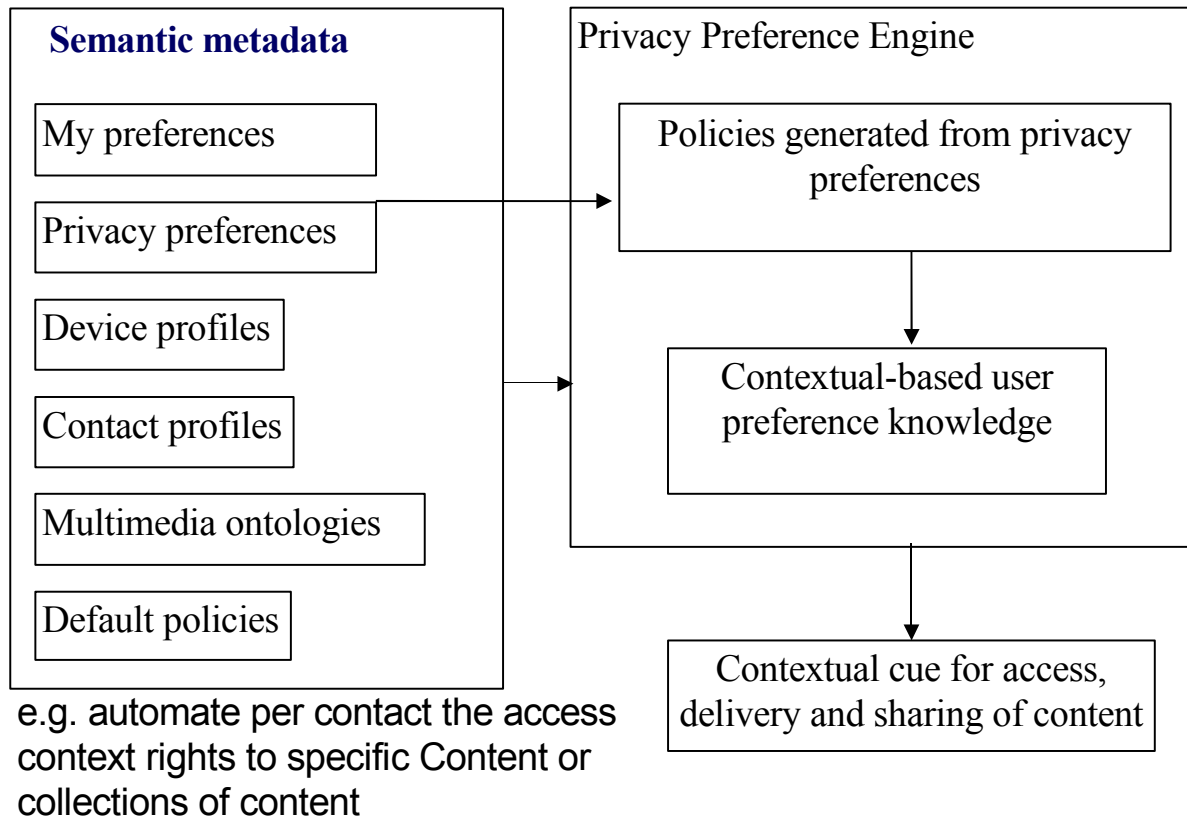 Semantic metadata
My preferences
Privacy preferences
Device profiles
Contact profiles
Multimedia ontologies
Default policies
e.g. automate per contact the access
context rights to specific Content or
collections of content
Privacy Preference Engine
Policies generated from privacy
preferences
Contextual-based user
preference knowledge
Contextual cue for access,
delivery and sharing of content